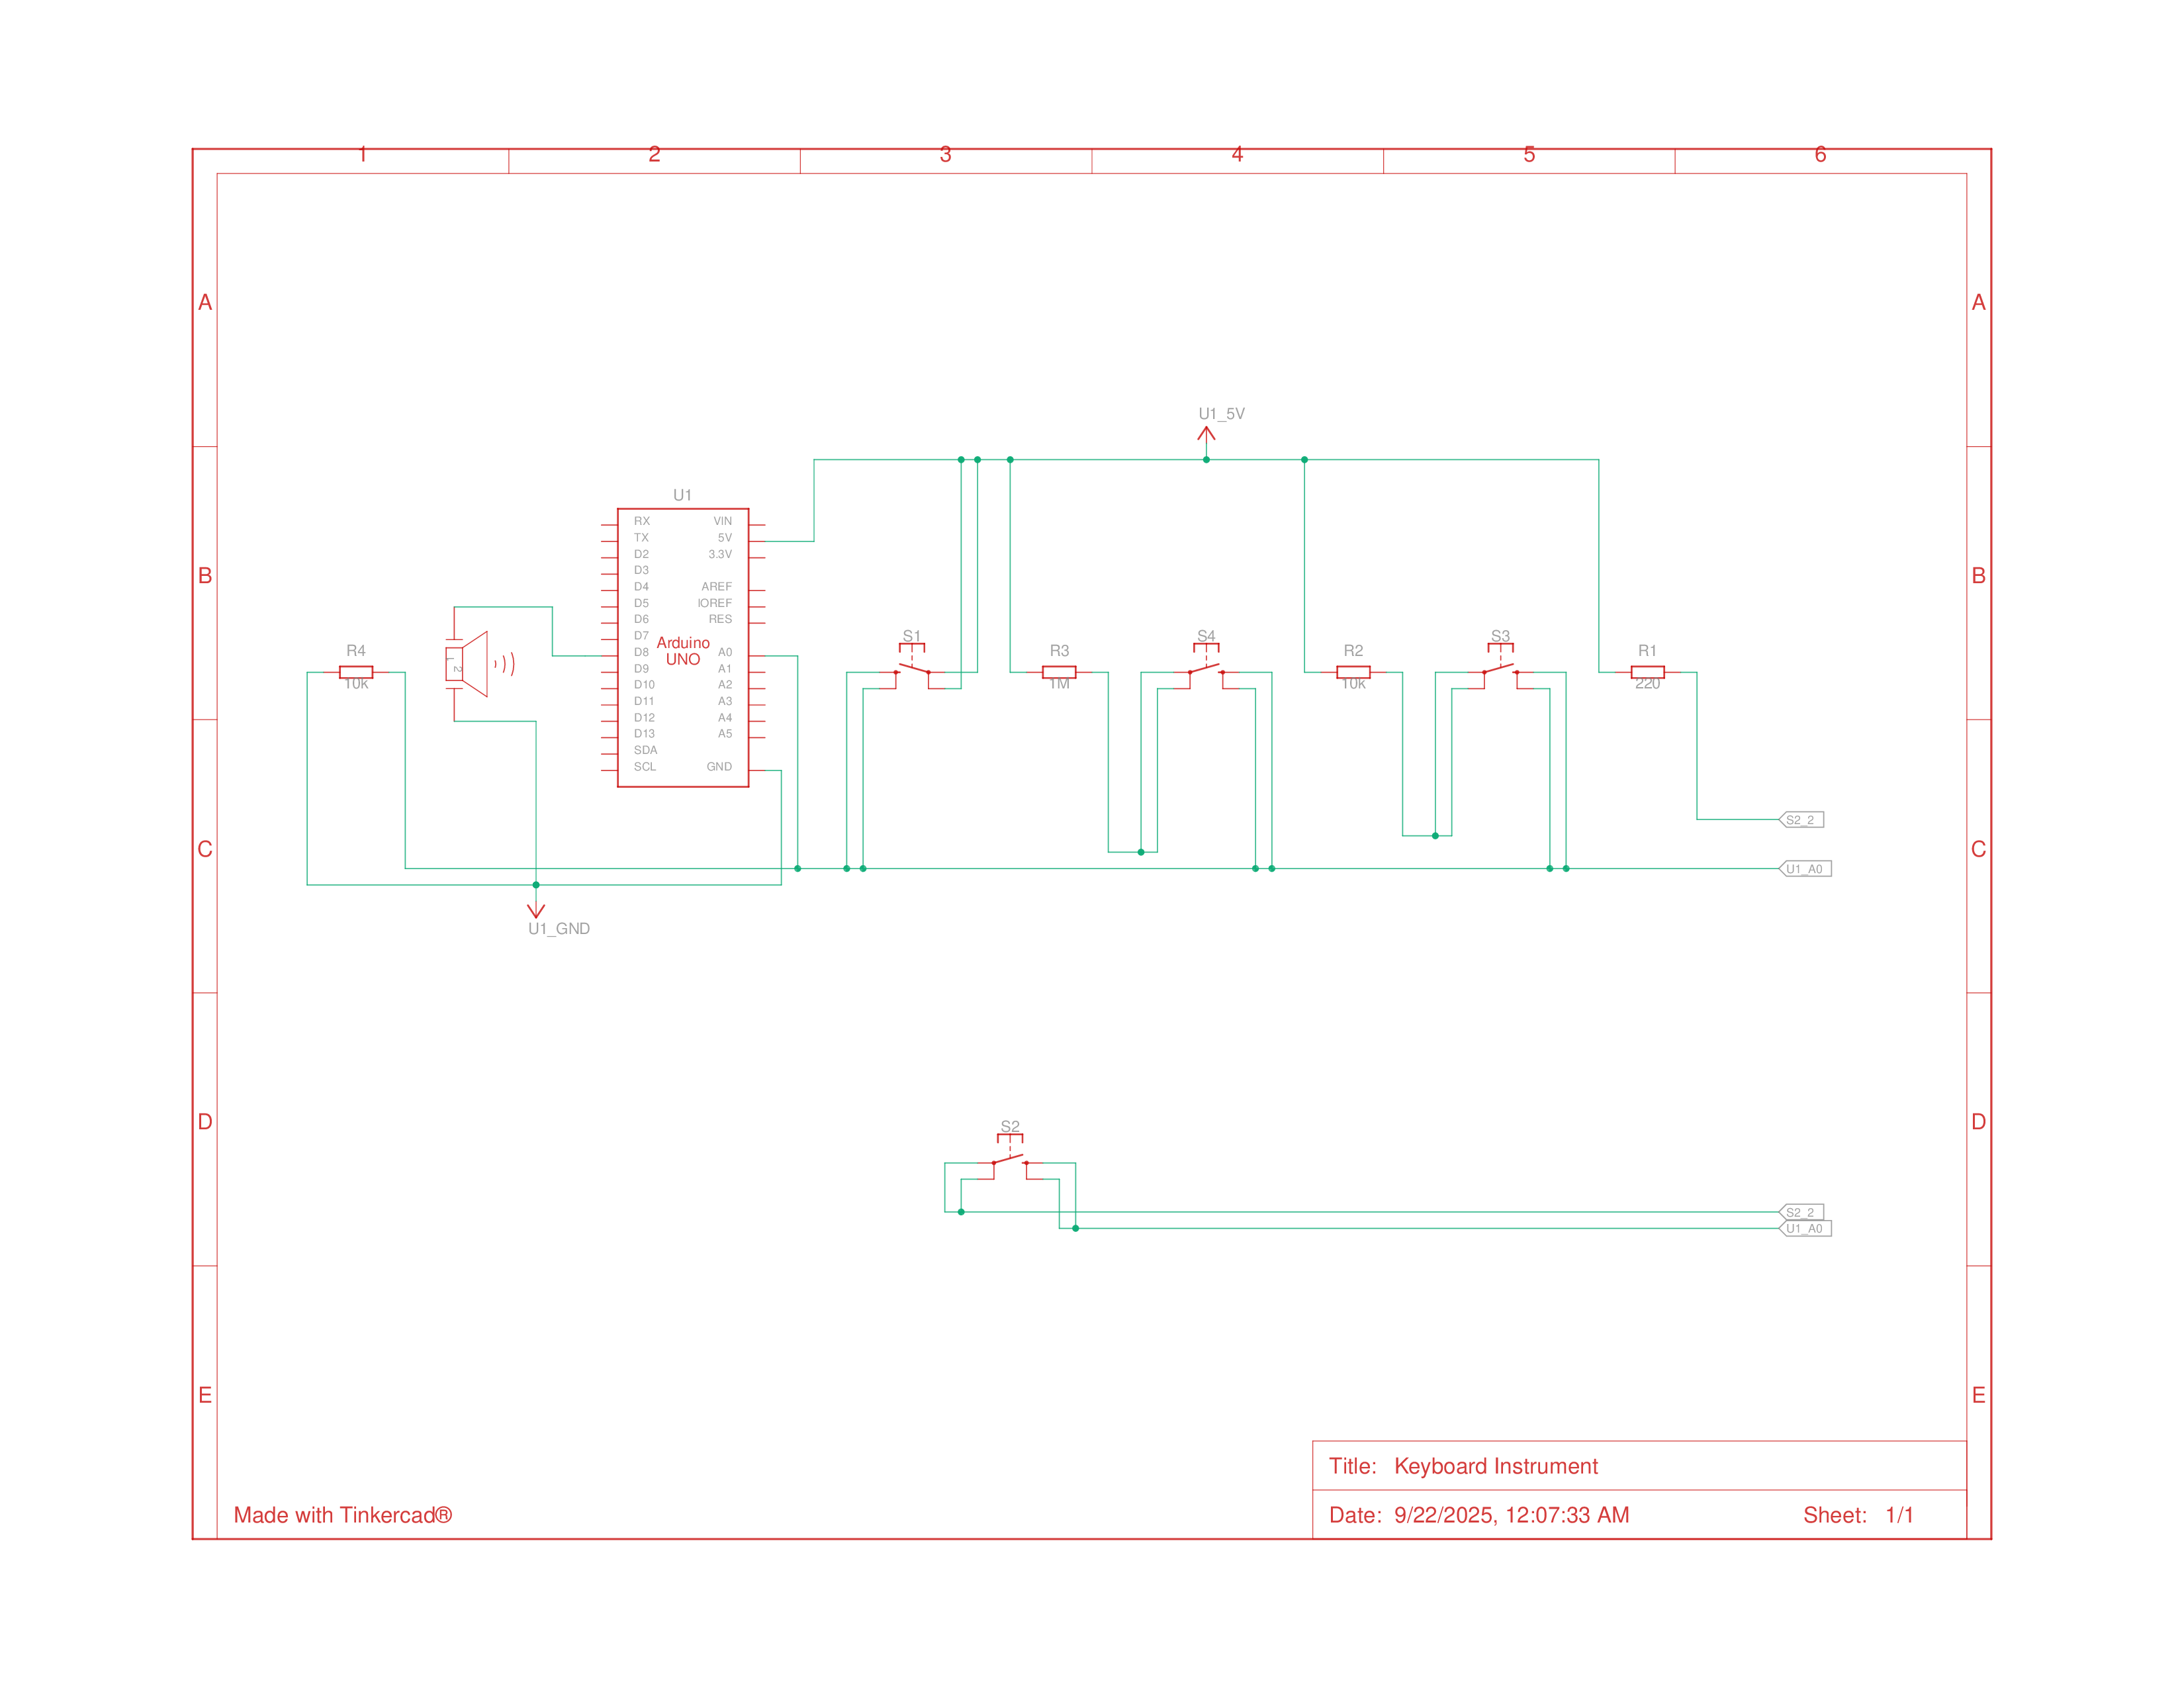 1 2 3 4 5 6
A A
U1_5V
U1
RX VIN
TX 5V
D2 3.3V
D3
B B
D4 AREF
D5 IOREF
D6 RES
D7
Arduino
UNO
D8 A0
D9 A1
D10 A2
D11 A3
D12 A4
D13 A5
SDA
SCL GND
R4
10k
1
2
S1
R3
1M
S4
R2
10k
S3
R1
220
S2_2
C C
U1_A0
U1_GND
D D
S2
S2_2
U1_A0
E E
Title: Keyboard Instrument
Made with Tinkercad®
Date: 9/22/2025, 12:07:33 AM Sheet: 1/1